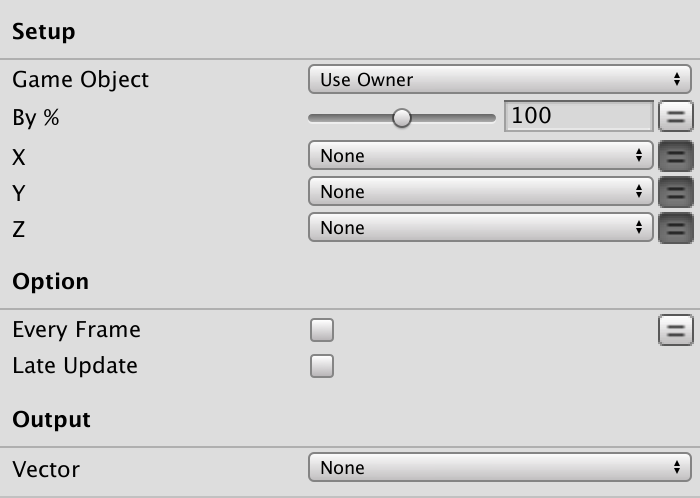 Setup
Game Object Use Owner
By % 100
X None
Y None
Z None
Option
Every Frame
Late Update
Output
Vector None